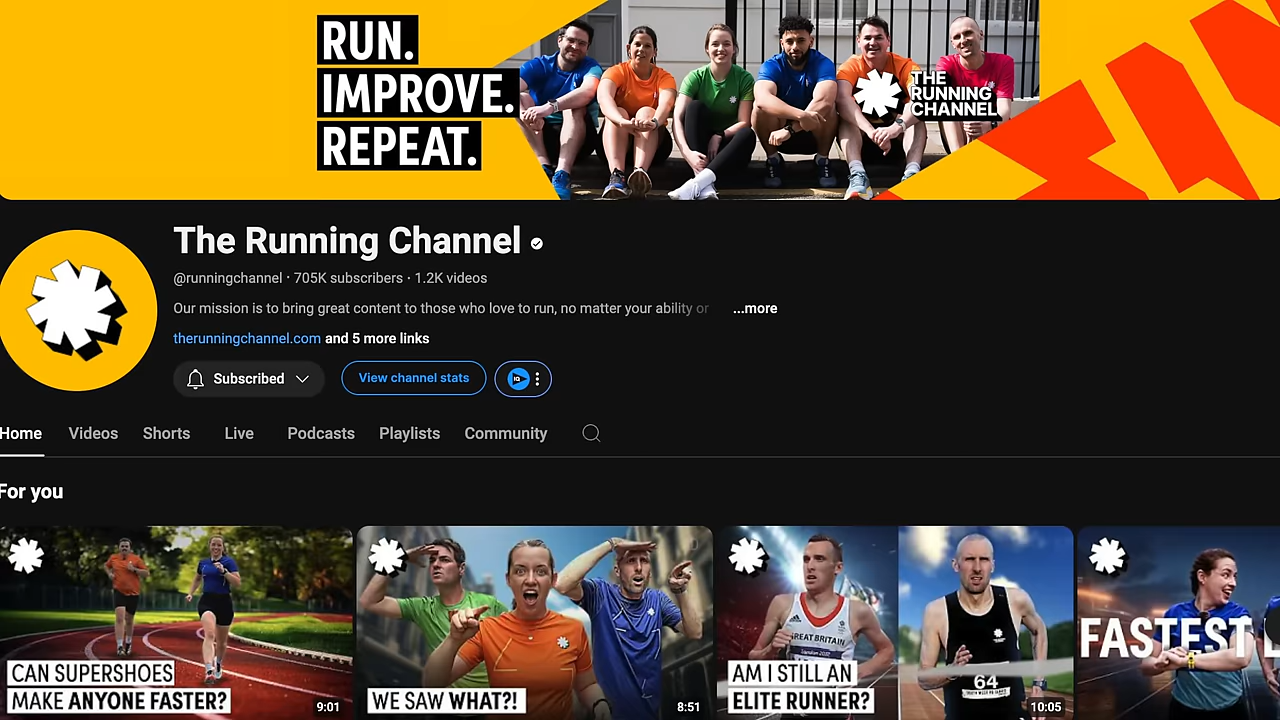 RUN.
IMPROVE.
REPEAT.
THE
RUNNING
CHANNEL
The Running Channel
@runningchannel · 705K subscribers · 1.2K videos
Our mission is to bring great content to those who love to run, no matter your ability or ...more
therunningchannel.com and 5 more links
Subscribed
View channel stats
IQ
Home Videos Shorts Live Podcasts Playlists Community
For you
CAN SUPERSHOES
MAKE ANYONE FASTER?
9:01
WE SAW WHAT?!
8:51
GREAT BRITAIN
London 2017
AM I STILL AN
ELITE RUNNER?
64
10:05
FASTEST